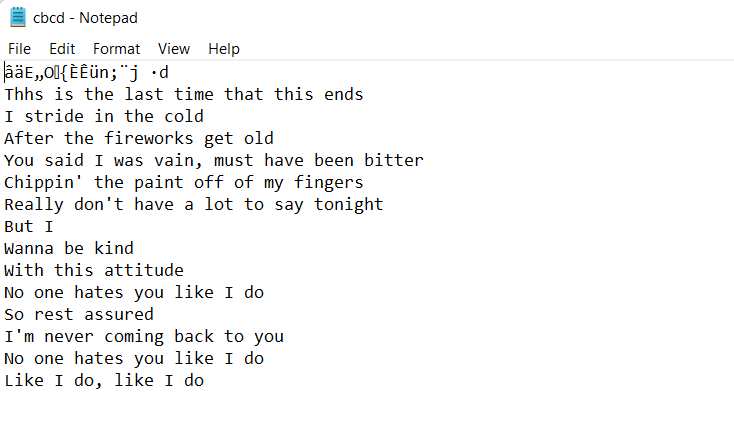 cbcd - Notepad
File Edit Format View Help
âäE„O{ÈÊün;¨j ·d
Thhs is the last time that this ends
I stride in the cold
After the fireworks get old
You said I was vain, must have been bitter
Chippin' the paint off of my fingers
Really don't have a lot to say tonight
But I
Wanna be kind
With this attitude
No one hates you like I do
So rest assured
I'm never coming back to you
No one hates you like I do
Like I do, like I do